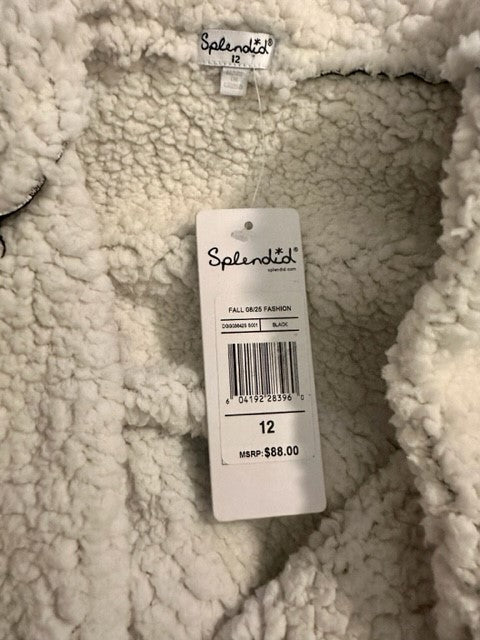 Splendid®
12
Splendid®
splendid.com
FALL 08/25 FASHION
BLACK
6 04192 28396 0
12
MSRP: $88.00